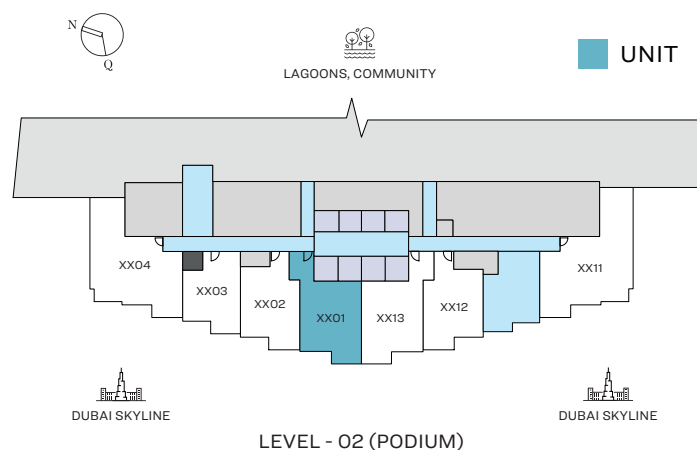 N
Q
LAGOONS, COMMUNITY
UNIT
XX04
XX03
XX02
XX01
XX13
XX12
XX11
DUBAI SKYLINE
DUBAI SKYLINE
LEVEL - 02 (PODIUM)